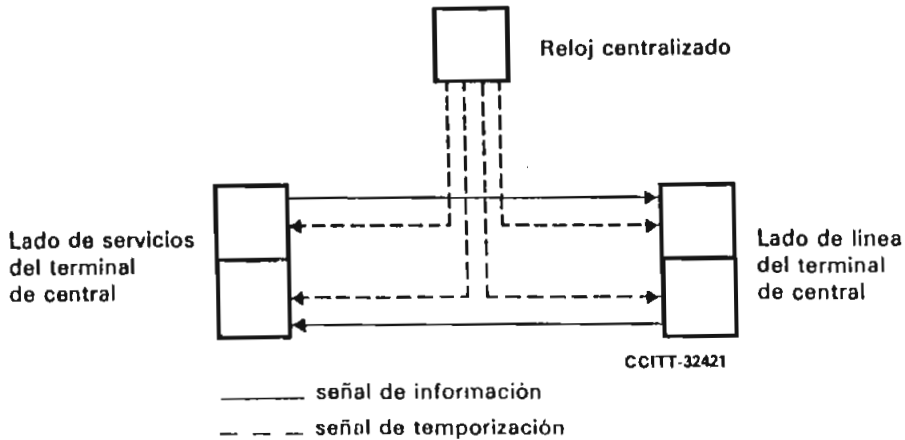 Reloj centralizado
Lado de servicios
del terminal
de central
Lado de línea
del terminal
de central
CCITT-32421
señal de información
señal de temporización